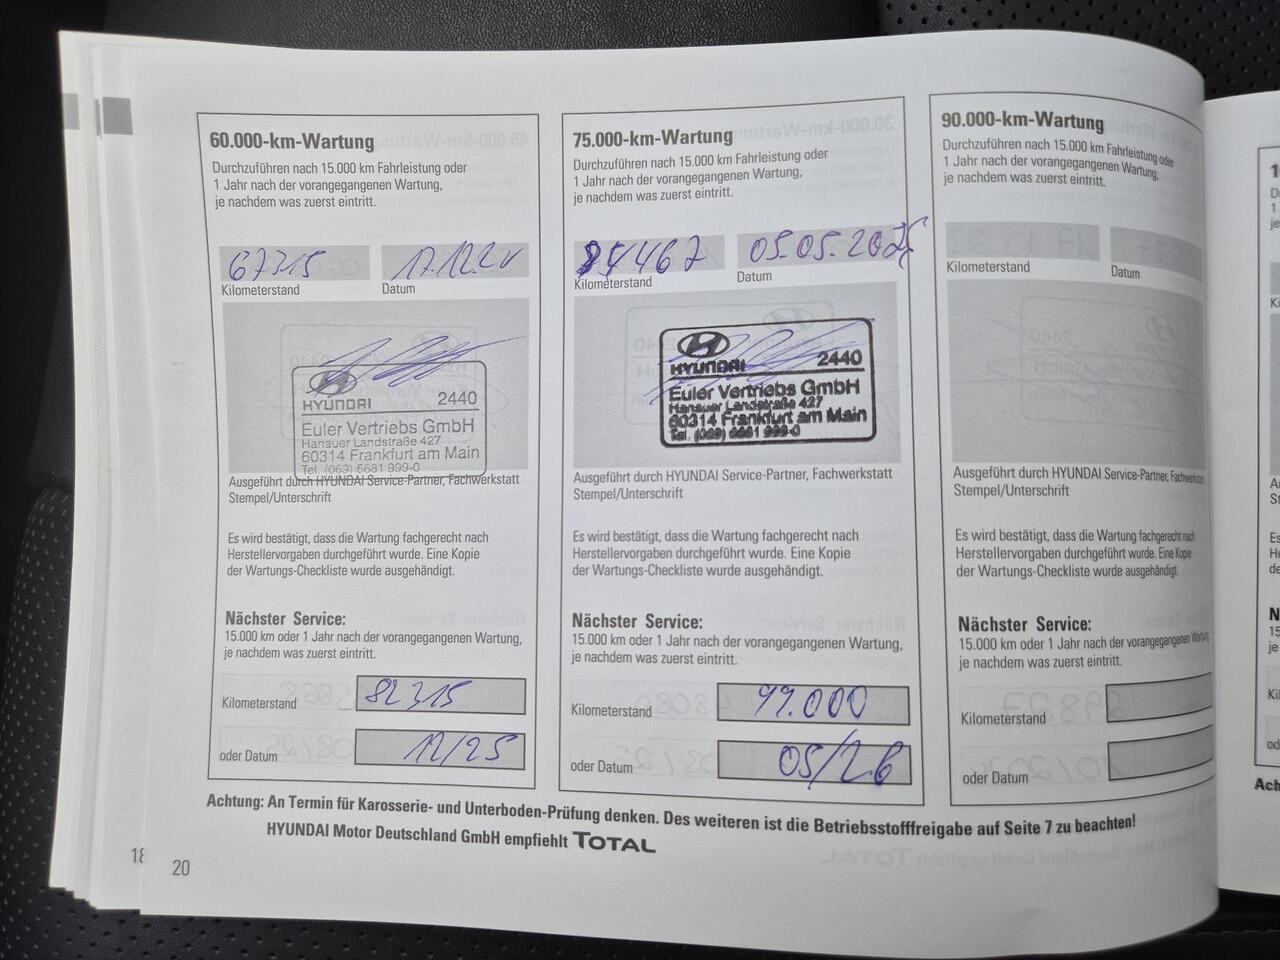 60.000-km-Wartung
Durchzuführen nach 15.000 km Fahrleistung oder
1 Jahr nach der vorangegangenen Wartung,
je nachdem was zuerst eintritt.
67315
Kilometerstand
Datum
HYUNDAI 2440
Euler Vertriebs GmbH
Hanauer Landstraße 427
60314 Frankfurt am Main
Tel. (069) 6681 999-0
Ausgeführt durch HYUNDAI Service-Partner, Fachwerkstatt
Stempel/Unterschrift
Es wird bestätigt, dass die Wartung fachgerecht nach
Herstellervorgaben durchgeführt wurde. Eine Kopie
der Wartungs-Checkliste wurde ausgehändigt.
Nächster Service:
15.000 km oder 1 Jahr nach der vorangegangenen Wartung,
je nachdem was zuerst eintritt.
Kilometerstand 82315
oder Datum 12/25
75.000-km-Wartung
Durchzuführen nach 15.000 km Fahrleistung oder
1 Jahr nach der vorangegangenen Wartung,
je nachdem was zuerst eintritt.
84467 05.05.2025
Kilometerstand Datum
HYUNDAI 2440
Euler Vertriebs GmbH
Hanauer Landstraße 427
60314 Frankfurt am Main
Tel. (069) 6681 999-0
Ausgeführt durch HYUNDAI Service-Partner, Fachwerkstatt
Stempel/Unterschrift
Es wird bestätigt, dass die Wartung fachgerecht nach
Herstellervorgaben durchgeführt wurde. Eine Kopie
der Wartungs-Checkliste wurde ausgehändigt.
Nächster Service:
15.000 km oder 1 Jahr nach der vorangegangenen Wartung,
je nachdem was zuerst eintritt.
Kilometerstand 99.000
oder Datum 05/26
90.000-km-Wartung
Durchzuführen nach 15.000 km Fahrleistung oder
1 Jahr nach der vorangegangenen Wartung,
je nachdem was zuerst eintritt.
Kilometerstand Datum
Ausgeführt durch HYUNDAI Service-Partner, Fachwerkstatt
Stempel/Unterschrift
Es wird bestätigt, dass die Wartung fachgerecht nach
Herstellervorgaben durchgeführt wurde. Eine Kopie
der Wartungs-Checkliste wurde ausgehändigt.
Nächster Service:
15.000 km oder 1 Jahr nach der vorangegangenen Wartung,
je nachdem was zuerst eintritt.
Kilometerstand
oder Datum
Achtung: An Termin für Karosserie- und Unterboden-Prüfung denken. Des weiteren ist die Betriebsstofffreigabe auf Seite 7 zu beachten!
HYUNDAI Motor Deutschland GmbH empfiehlt TOTAL
20